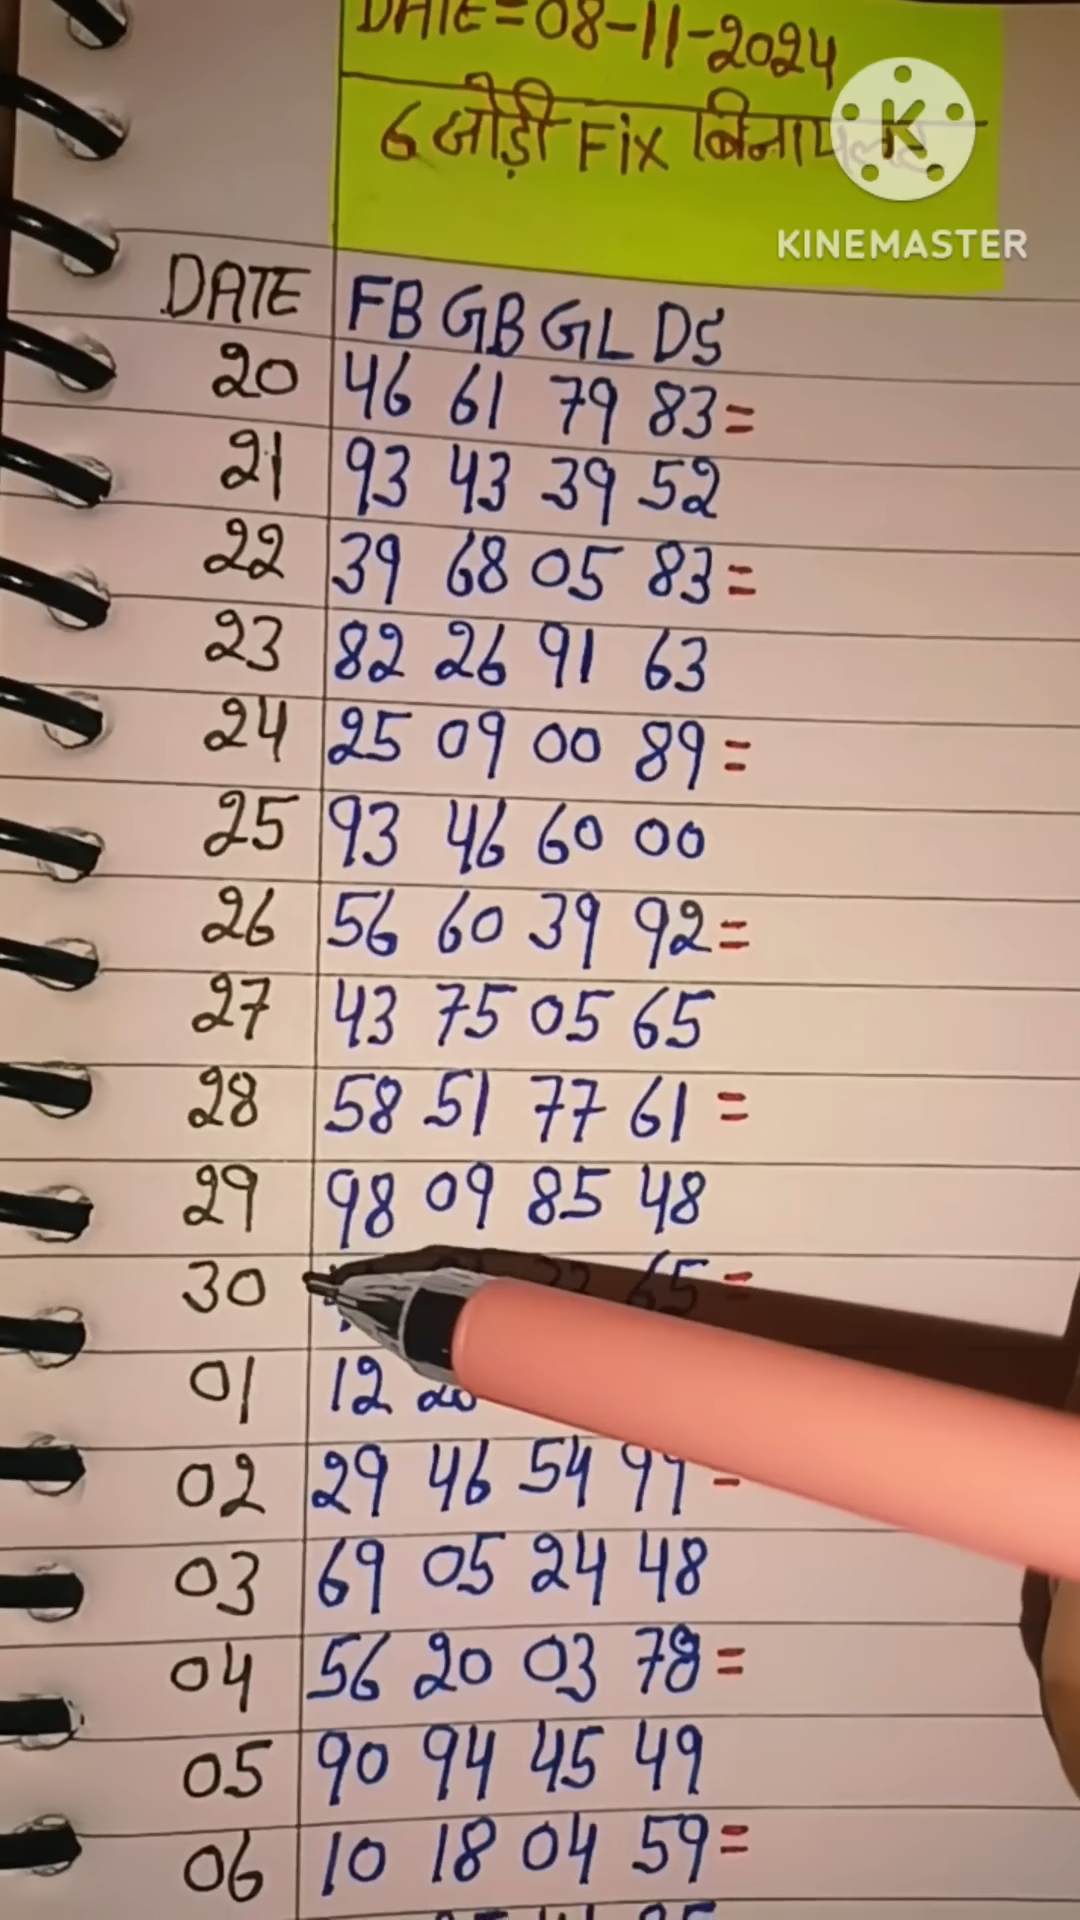 DATE=08-11-2024
6 जोड़ी Fix बिना
KINEMASTER
DATE FB GB GL DS
20 46 61 79 83=
21 93 43 39 52
22 39 68 05 83=
23 82 26 91 63
24 25 09 00 89=
25 93 46 60 00
26 56 60 39 92=
27 43 75 05 65
28 58 51 77 61=
29 98 09 85 48
30 65=
01 12
02 29 46 54 99=
03 69 05 24 48
04 56 20 03 78=
05 90 94 45 49
06 10 18 04 59=